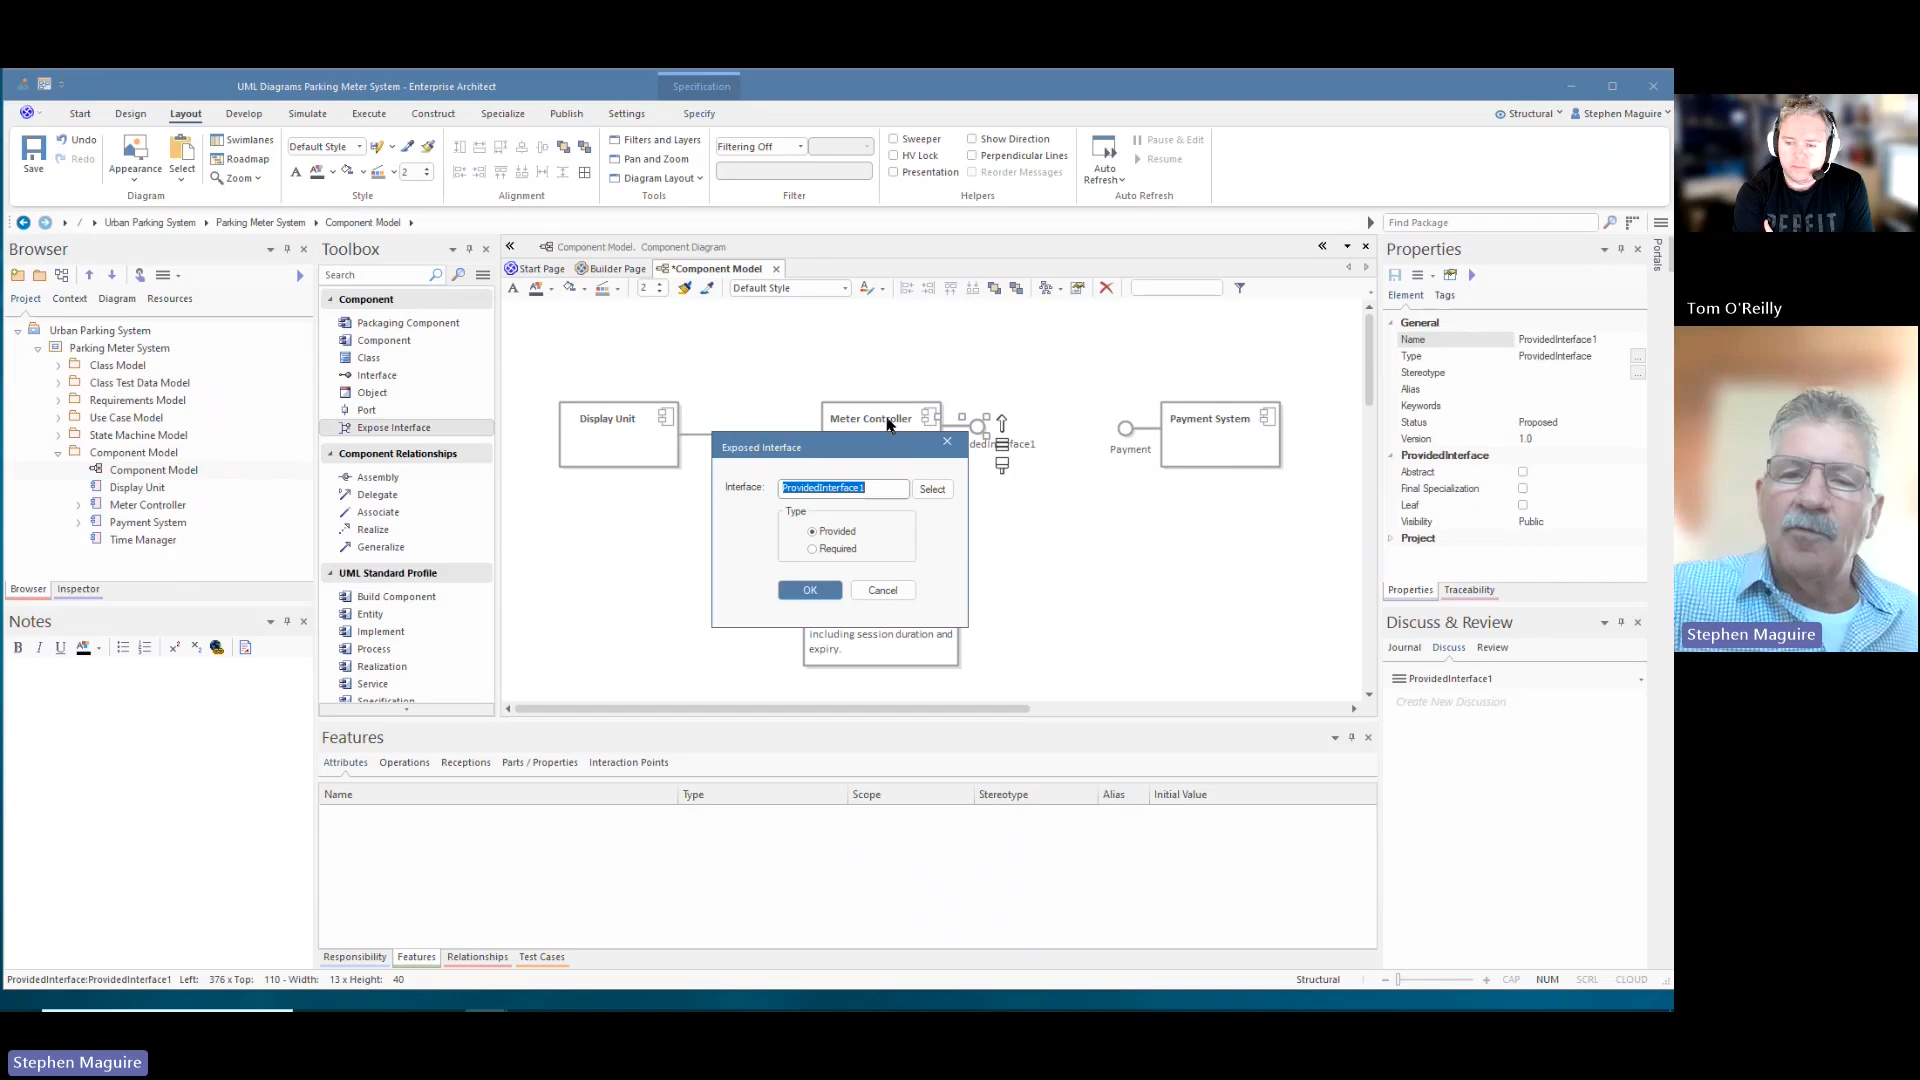 UML Diagrams Parking Meter System - Enterprise Architect
Specification
Start
Design
Layout
Develop
Simulate
Execute
Construct
Specialize
Publish
Settings
Specify
Structural
Stephen Maguire
Save
Undo
Redo
Appearance
Select
Swimlanes
Roadmap
Zoom
Diagram
Default Style
2
Style
Alignment
Filters and Layers
Pan and Zoom
Diagram Layout
Tools
Filtering Off
Filter
Sweeper
HV Lock
Presentation
Show Direction
Perpendicular Lines
Reorder Messages
Helpers
Auto
Refresh
Pause & Edit
Resume
Auto Refresh
/
Urban Parking System
Parking Meter System
Component Model
Find Package
Portals
Browser
Project
Context
Diagram
Resources
Urban Parking System
Parking Meter System
Class Model
Class Test Data Model
Requirements Model
Use Case Model
State Machine Model
Component Model
Component Model
Display Unit
Meter Controller
Payment System
Time Manager
Browser
Inspector
Notes
B I U
Toolbox
Search
Component
Packaging Component
Component
Class
Interface
Object
Port
Expose Interface
Component Relationships
Assembly
Delegate
Associate
Realize
Generalize
UML Standard Profile
Build Component
Entity
Implement
Process
Realization
Service
Specification
Component Model. Component Diagram
Start Page
Builder Page
*Component Model
2
Default Style
Display Unit
Meter Controller
Payment System
dedInterface1
Payment
Exposed Interface
Interface:
ProvidedInterface1
Select
Type
Provided
Required
OK
Cancel
including session duration and
expiry.
Properties
Element
Tags
General
Name ProvidedInterface1
Type ProvidedInterface
Stereotype
Alias
Keywords
Status Proposed
Version 1.0
ProvidedInterface
Abstract
Final Specialization
Leaf
Visibility Public
Project
Properties
Traceability
Discuss & Review
Journal
Discuss
Review
ProvidedInterface1
Create New Discussion
Features
Attributes
Operations
Receptions
Parts / Properties
Interaction Points
Name
Type
Scope
Stereotype
Alias
Initial Value
Responsibility
Features
Relationships
Test Cases
ProvidedInterface:ProvidedInterface1 Left: 376 x Top: 110 - Width: 13 x Height: 40
Structural
CAP
NUM
SCRL
CLOUD
Tom O'Reilly
Stephen Maguire
Stephen Maguire